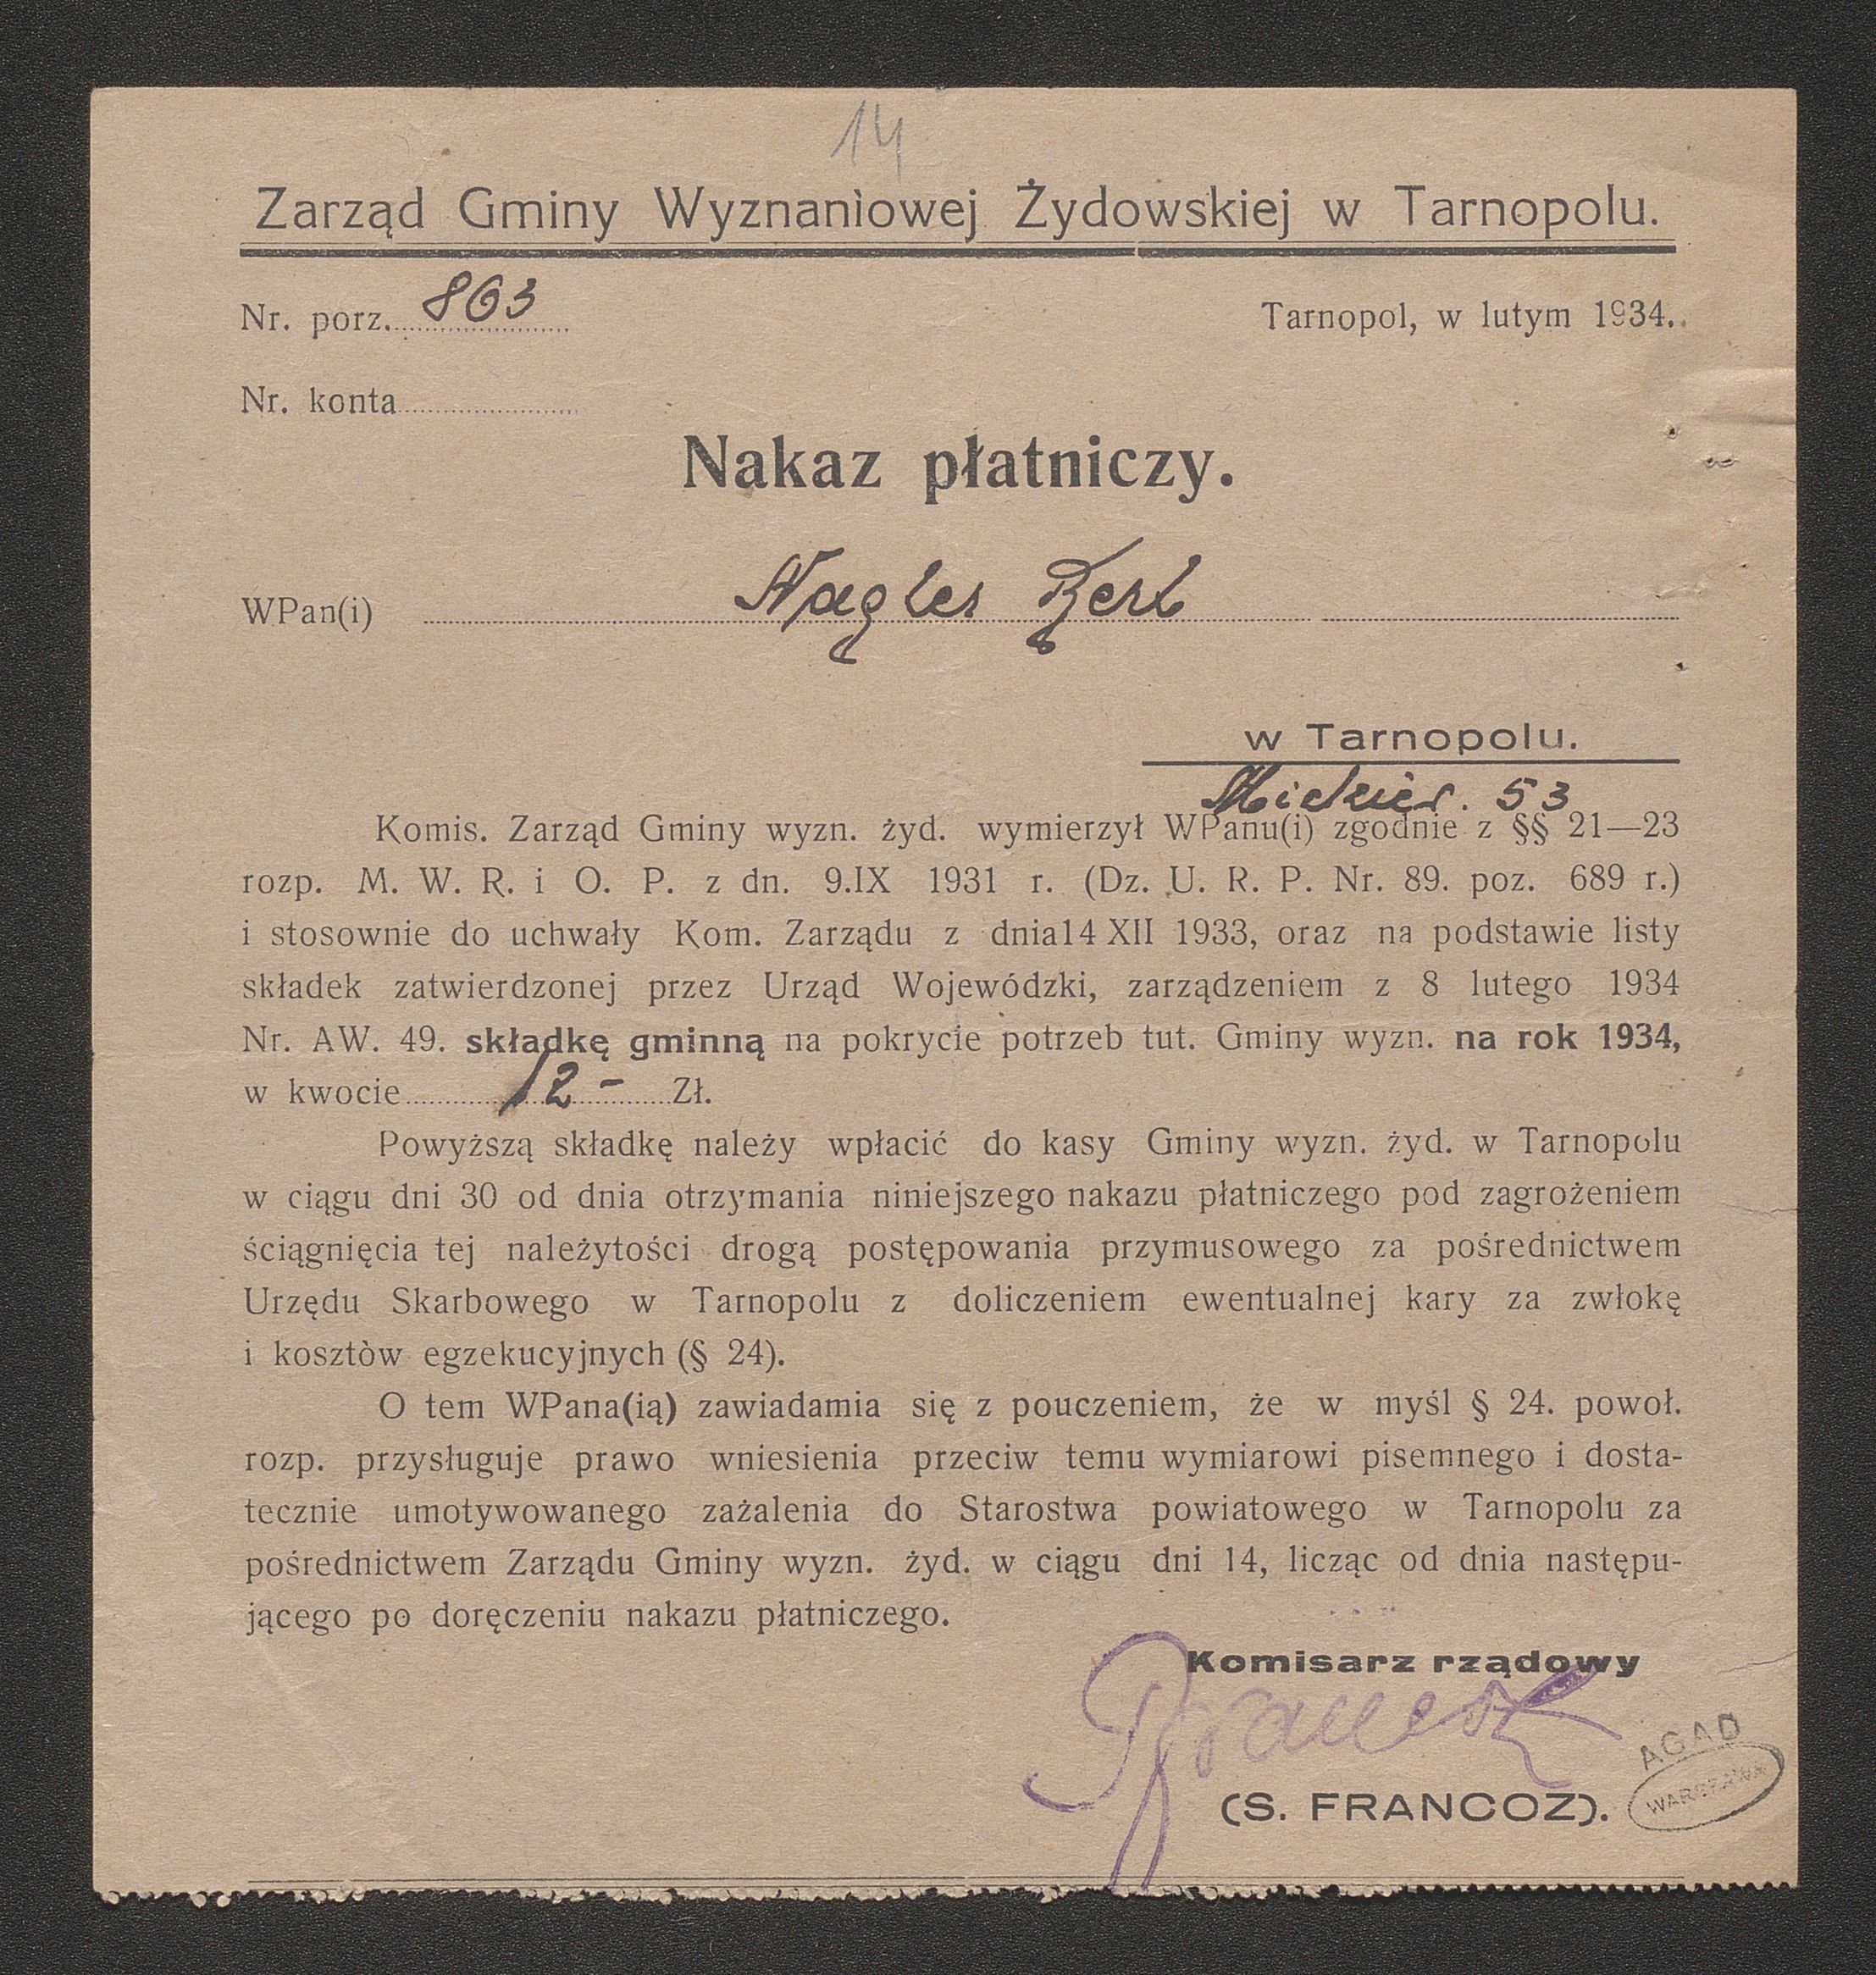 14
Zarząd Gminy Wyznaniowej Żydowskiej w Tarnopolu.
Nr. porz. 863
Tarnopol, w lutym 1934.
Nr. konta
Nakaz płatniczy.
WPan(i) Nagler Berl
w Tarnopolu.
Mickiew. 53
Komis. Zarząd Gminy wyzn. żyd. wymierzył WPanu(i) zgodnie z §§ 21—23
rozp. M. W. R. i O. P. z dn. 9.IX 1931 r. (Dz. U. R. P. Nr. 89. poz. 689 r.)
i stosownie do uchwały Kom. Zarządu z dnia14 XII 1933, oraz na podstawie listy
składek zatwierdzonej przez Urząd Wojewódzki, zarządzeniem z 8 lutego 1934
Nr. AW. 49. składkę gminną na pokrycie potrzeb tut. Gminy wyzn. na rok 1934,
w kwocie 12 - Zł.
Powyższą składkę należy wpłacić do kasy Gminy wyzn. żyd. w Tarnopolu
w ciągu dni 30 od dnia otrzymania niniejszego nakazu płatniczego pod zagrożeniem
ściągnięcia tej należytości drogą postępowania przymusowego za pośrednictwem
Urzędu Skarbowego w Tarnopolu z doliczeniem ewentualnej kary za zwłokę
i kosztòw egzekucyjnych (§ 24).
O tem WPana(ią) zawiadamia się z pouczeniem, że w myśl § 24. powoł.
rozp. przysługuje prawo wniesienia przeciw temu wymiarowi pisemnego i dosta-
tecznie umotywowanego zażalenia do Starostwa powiatowego w Tarnopolu za
pośrednictwem Zarządu Gminy wyzn. żyd. w ciągu dni 14, licząc od dnia następu-
jącego po doręczeniu nakazu płatniczego.
Komisarz rządowy
(S. FRANCOZ).
AGAD
WARSZAWA